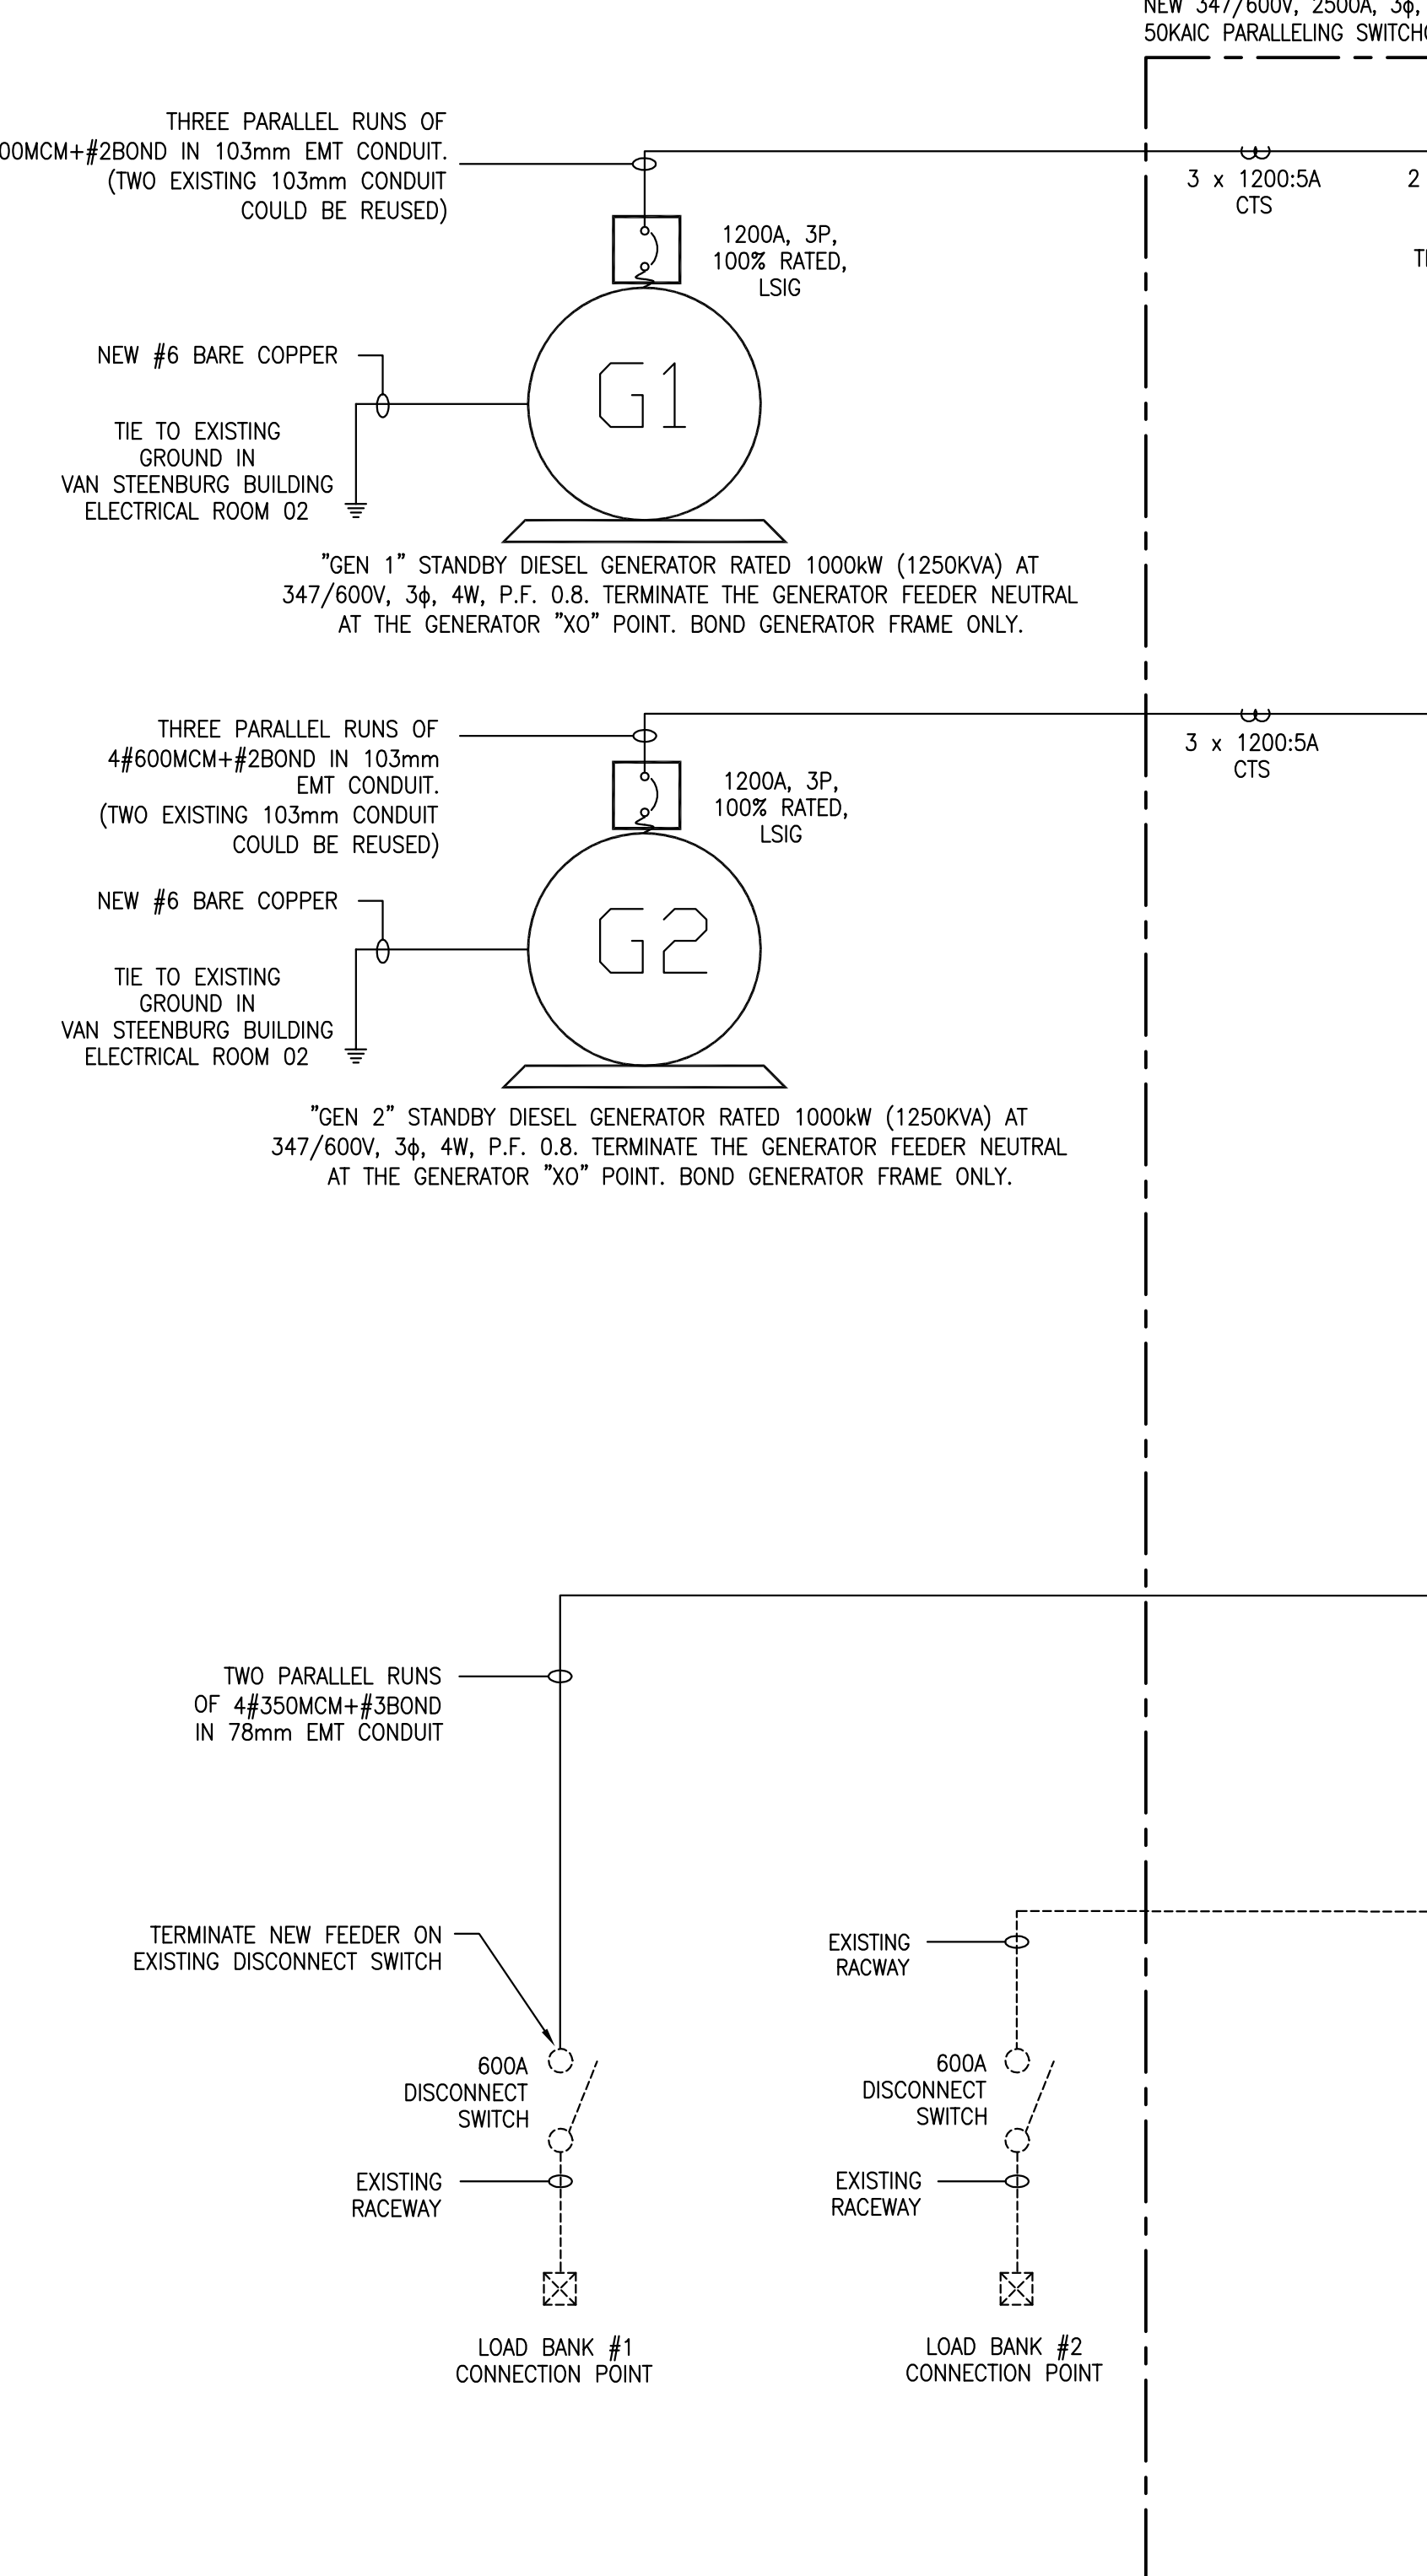 NEW 347/600V, 2500A, 3ϕ,
50KAIC PARALLELING
THREE PARALLEL RUNS OF
00MCM+#2BOND IN 103mm EMT CONDUIT.
(TWO EXISTING 103mm CONDUIT
COULD BE REUSED)
3 x 1200:5A
CTS
2
1200A, 3P,
100% RATED,
LSIG
NEW #6 BARE COPPER
G1
TIE TO EXISTING
GROUND IN
VAN STEENBURG BUILDING
ELECTRICAL ROOM 02
"GEN 1" STANDBY DIESEL GENERATOR RATED 1000kW (1250KVA) AT
347/600V, 3ϕ, 4W, P.F. 0.8. TERMINATE THE GENERATOR FEEDER NEUTRAL
AT THE GENERATOR "XO" POINT. BOND GENERATOR FRAME ONLY.
THREE PARALLEL RUNS OF
4#600MCM+#2BOND IN 103mm
EMT CONDUIT.
(TWO EXISTING 103mm CONDUIT
COULD BE REUSED)
3 x 1200:5A
CTS
1200A, 3P,
100% RATED,
LSIG
NEW #6 BARE COPPER
G2
TIE TO EXISTING
GROUND IN
VAN STEENBURG BUILDING
ELECTRICAL ROOM 02
"GEN 2" STANDBY DIESEL GENERATOR RATED 1000kW (1250KVA) AT
347/600V, 3ϕ, 4W, P.F. 0.8. TERMINATE THE GENERATOR FEEDER NEUTRAL
AT THE GENERATOR "XO" POINT. BOND GENERATOR FRAME ONLY.
TWO PARALLEL RUNS
OF 4#350MCM+#3BOND
IN 78mm EMT CONDUIT
TERMINATE NEW FEEDER ON
EXISTING DISCONNECT SWITCH
EXISTING
RACWAY
600A
DISCONNECT
SWITCH
600A
DISCONNECT
SWITCH
EXISTING
RACEWAY
EXISTING
RACEWAY
LOAD BANK #1
CONNECTION POINT
LOAD BANK #2
CONNECTION POINT